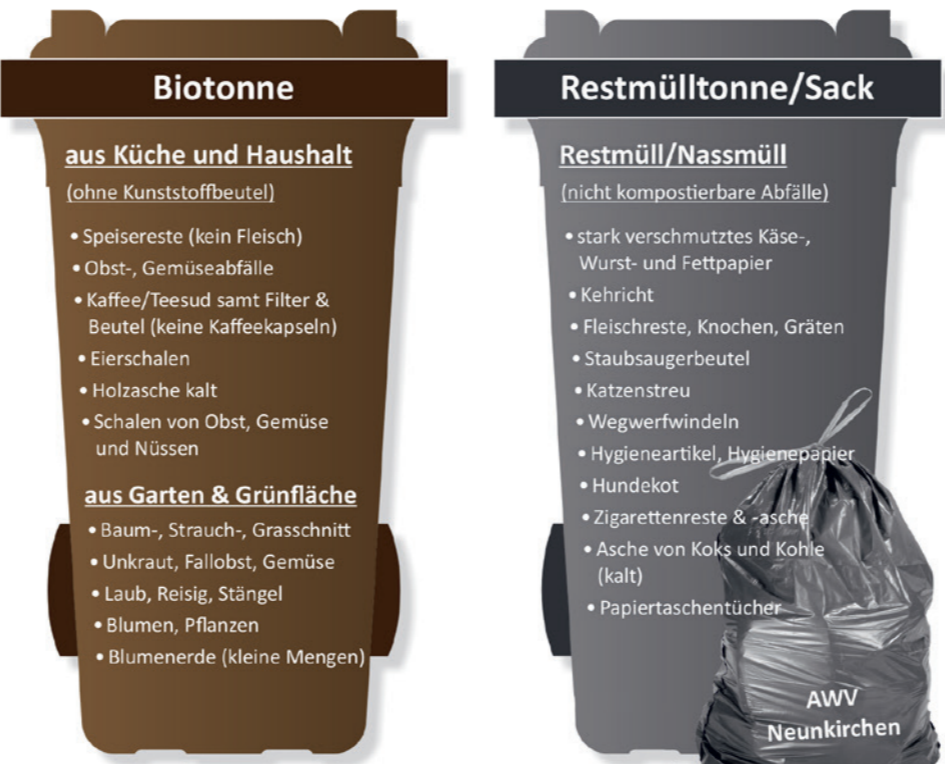 Biotonne
aus Küche und Haushalt
(ohne Kunststoffbeutel)
• Speisereste (kein Fleisch)
• Obst-, Gemüseabfälle
• Kaffee/Teesud samt Filter &
Beutel (keine Kaffeekapseln)
• Eierschalen
• Holzasche kalt
• Schalen von Obst, Gemüse
und Nüssen
aus Garten & Grünfläche
• Baum-, Strauch-, Grasschnitt
• Unkraut, Fallobst, Gemüse
• Laub, Reisig, Stängel
• Blumen, Pflanzen
• Blumenerde (kleine Mengen)
Restmülltonne/Sack
Restmüll/Nassmüll
(nicht kompostierbare Abfälle)
• stark verschmutztes Käse-,
Wurst- und Fettpapier
• Kehricht
• Fleischreste, Knochen, Gräten
• Staubsaugerbeutel
• Katzenstreu
• Wegwerfwindeln
• Hygieneartikel, Hygienepapier
• Hundekot
• Zigarettenreste & -asche
• Asche von Koks und Kohle
(kalt)
• Papiertaschentücher
AWV
Neunkirchen